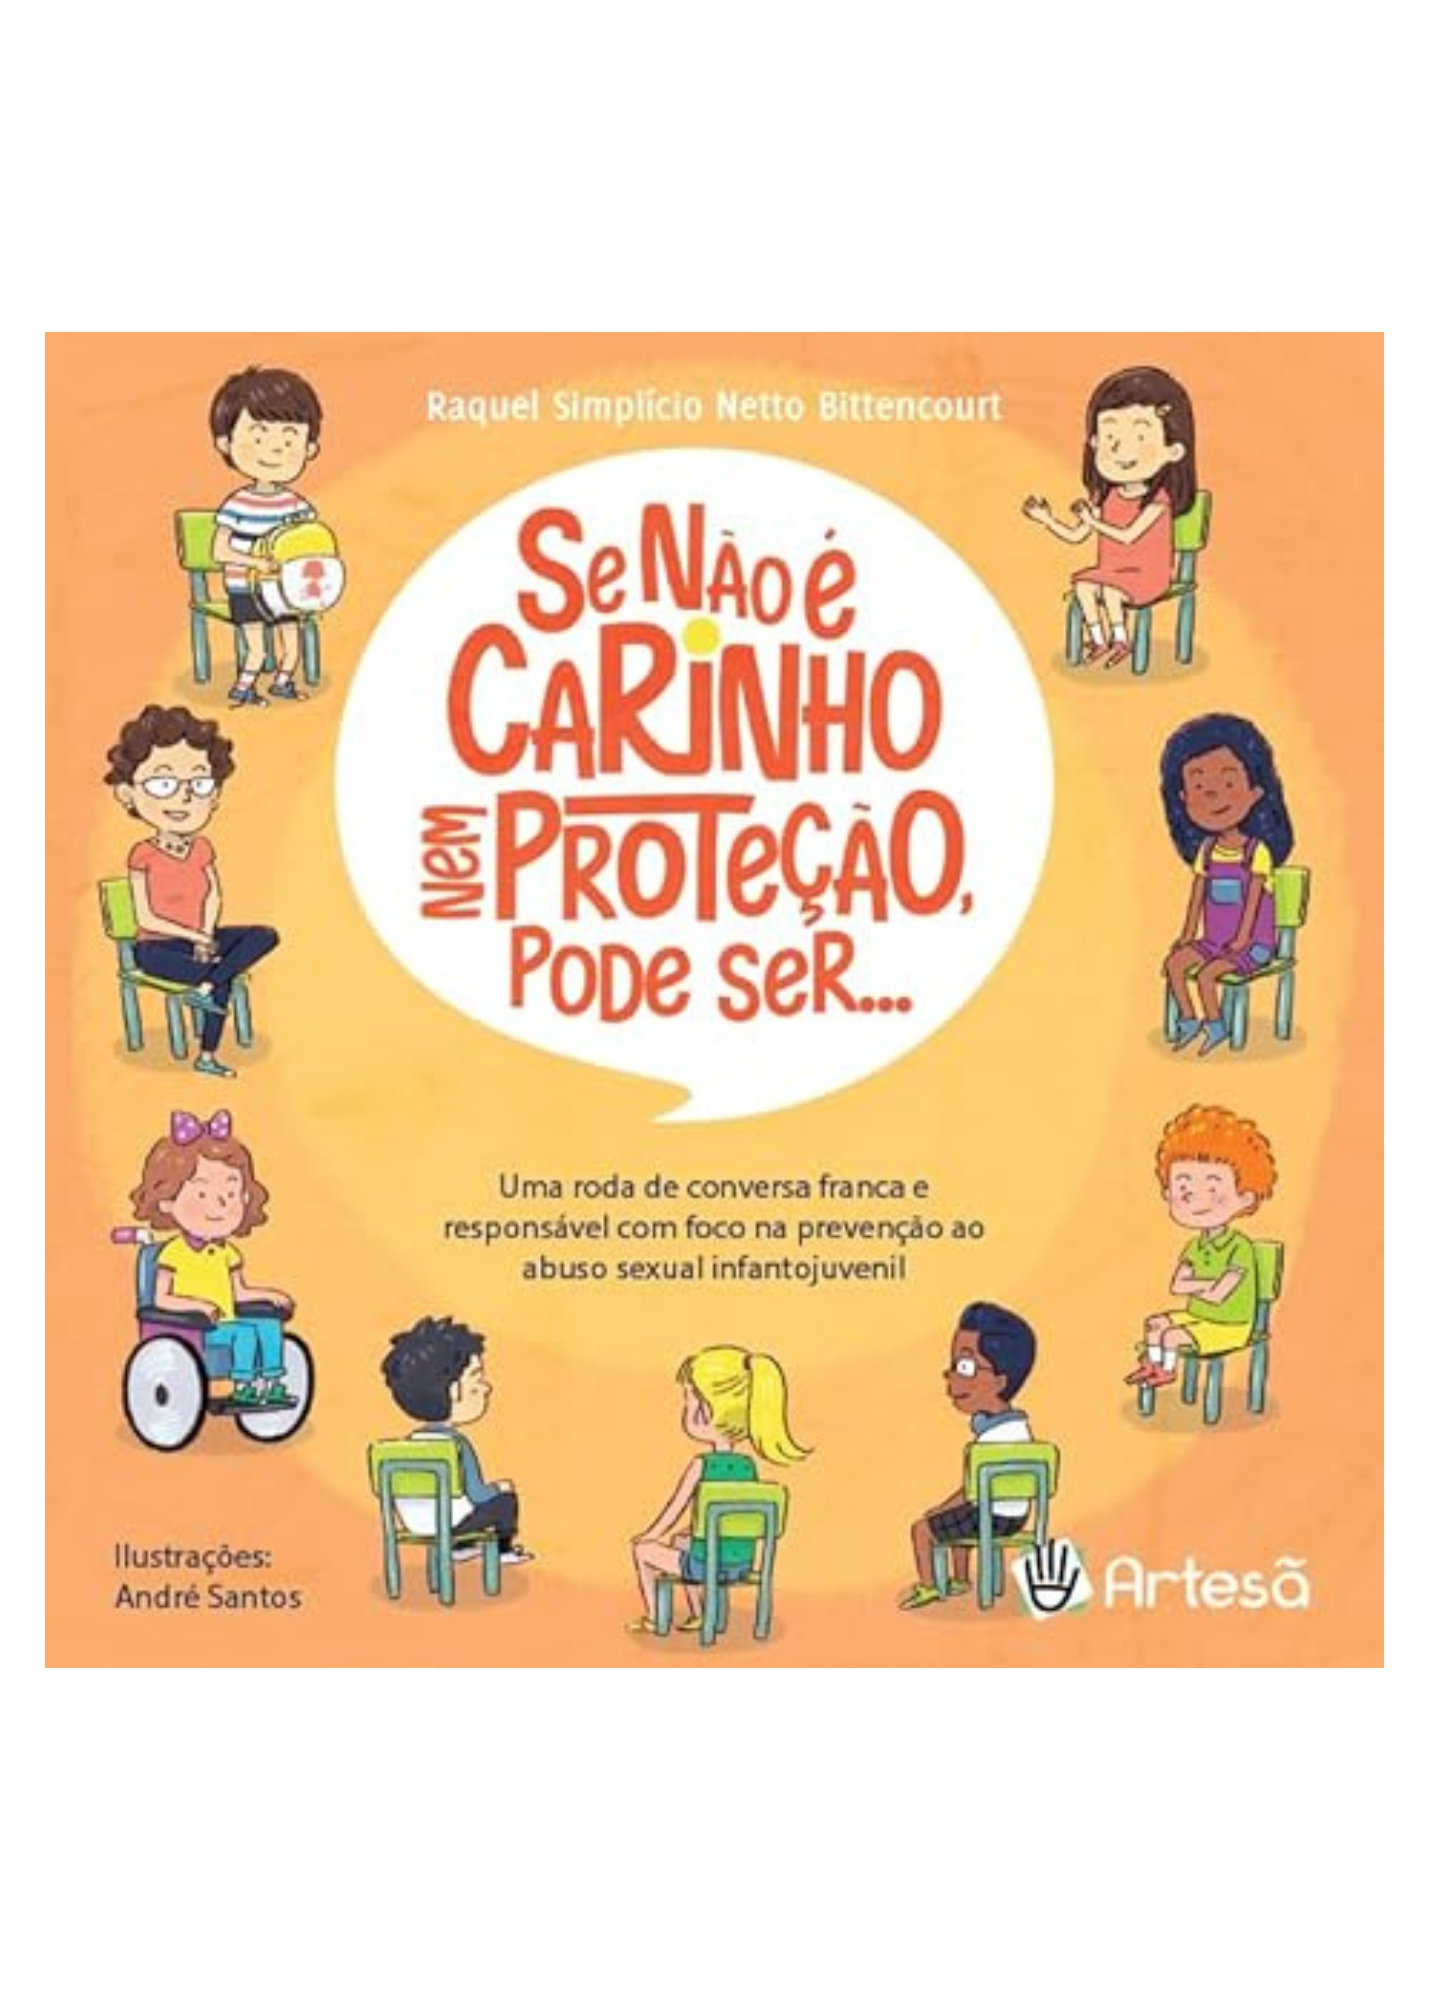 Raquel Simplício Netto Bittencourt
Se Não é
CARiNHO
Nem PROTeÇÃO,
PODe SeR...
Uma roda de conversa franca e
responsável com foco na prevenção ao
abuso sexual infantojuvenil
Ilustrações:
André Santos
Artesã